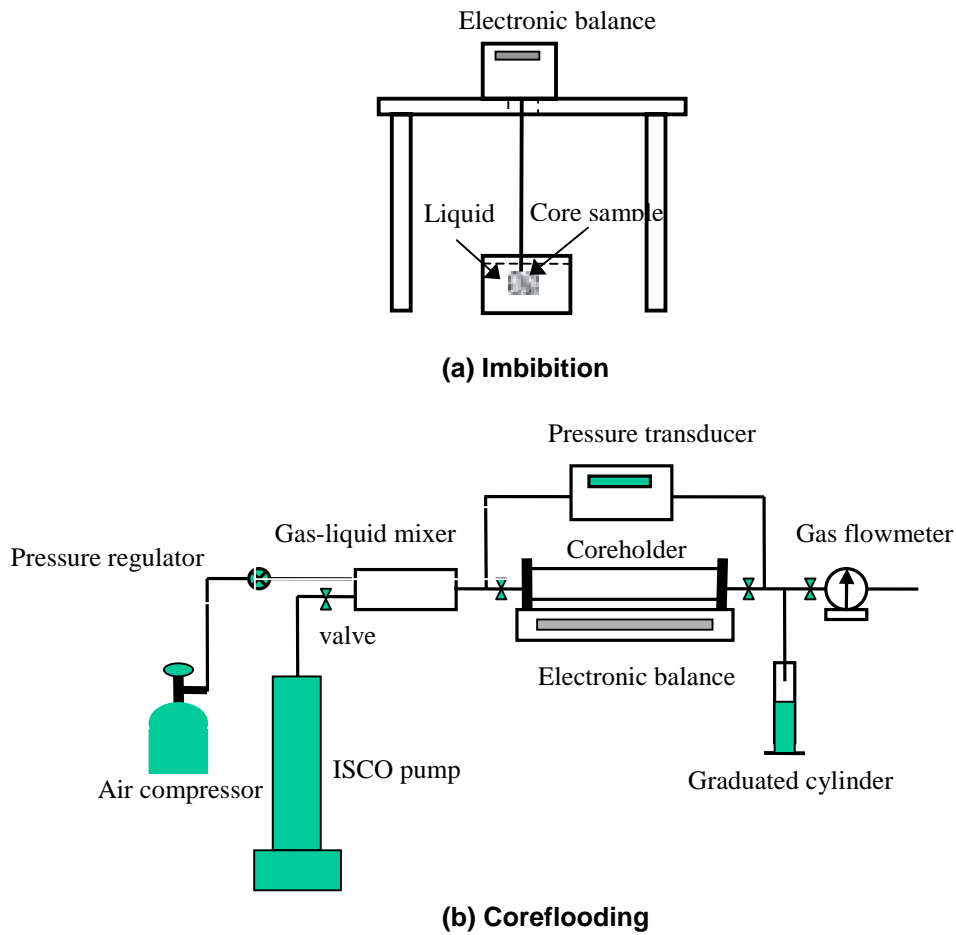 Electronic balance
Liquid
Core sample
(a) Imbibition
Pressure transducer
Gas-liquid mixer
Gas flowmeter
Pressure regulator
Coreholder
valve
Electronic balance
ISCO pump
Graduated cylinder
Air compressor
(b) Coreflooding